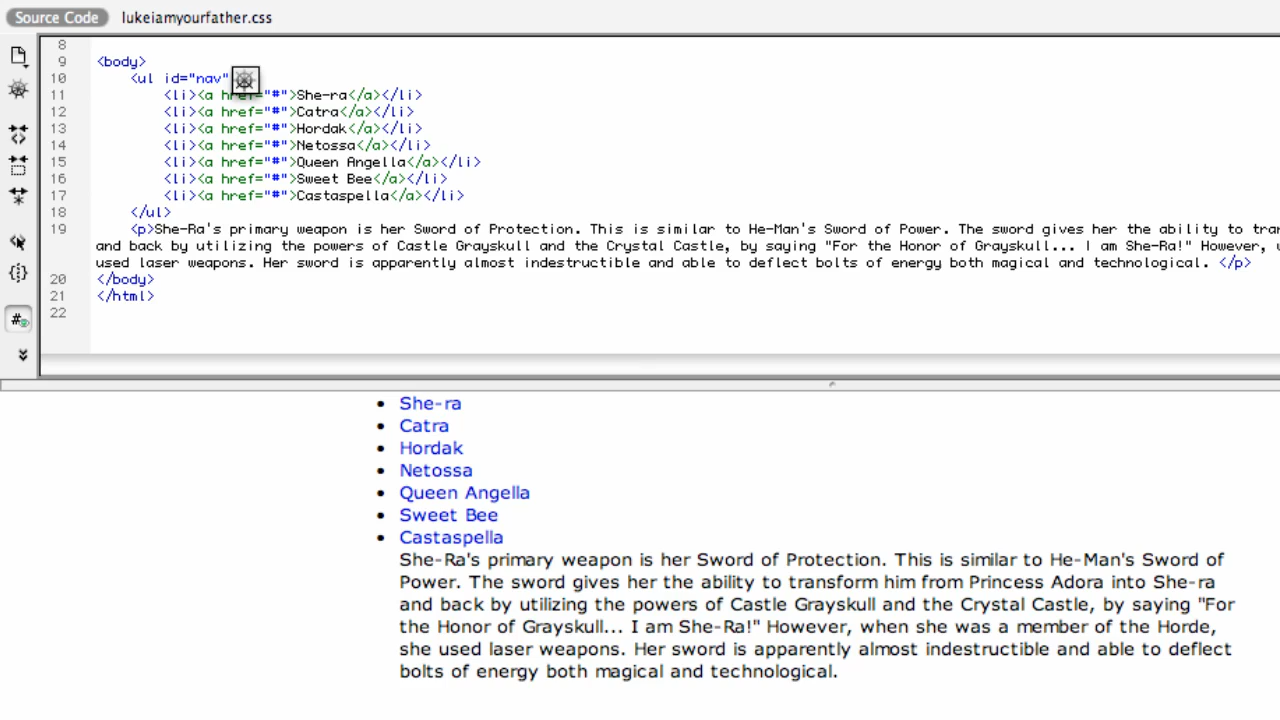 Source Code lukeiamyourfather.css
8
9 <body>
10 <ul id="nav"
11 <li><a href="#">She-ra</a></li>
12 <li><a href="#">Catra</a></li>
13 <li><a href="#">Hordak</a></li>
14 <li><a href="#">Netossa</a></li>
15 <li><a href="#">Queen Angella</a></li>
16 <li><a href="#">Sweet Bee</a></li>
17 <li><a href="#">Castaspella</a></li>
18 </ul>
19 <p>She-Ra's primary weapon is her Sword of Protection. This is similar to He-Man's Sword of Power. The sword gives her the ability to
and back by utilizing the powers of Castle Grayskull and the Crystal Castle, by saying "For the Honor of Grayskull... I am She-Ra!" However,
used laser weapons. Her sword is apparently almost indestructible and able to deflect bolts of energy both magical and technological. </p>
20 </body>
21 </html>
22
• She-ra
• Catra
• Hordak
• Netossa
• Queen Angella
• Sweet Bee
• Castaspella
She-Ra's primary weapon is her Sword of Protection. This is similar to He-Man's Sword of
Power. The sword gives her the ability to transform him from Princess Adora into She-ra
and back by utilizing the powers of Castle Grayskull and the Crystal Castle, by saying "For
the Honor of Grayskull... I am She-Ra!" However, when she was a member of the Horde,
she used laser weapons. Her sword is apparently almost indestructible and able to deflect
bolts of energy both magical and technological.